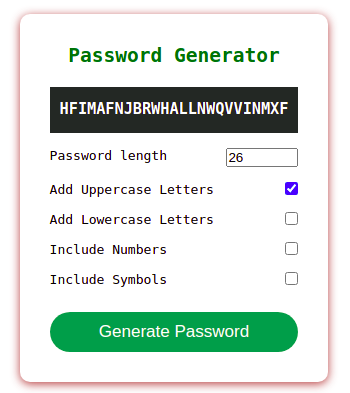 Password Generator
HFIMAFNJBRWHALLNWQVVINMXF
Password length
26
Add Uppercase Letters
Add Lowercase Letters
Include Numbers
Include Symbols
Generate Password